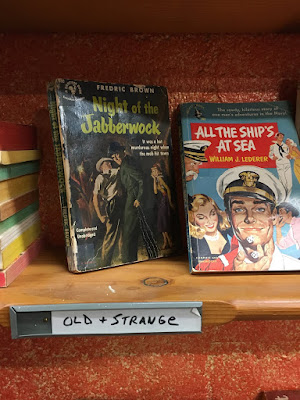 FREDRIC BROWN
Night of the
Jabberwock
It was a hot
murderous night when
the mob hit town
Complete and
Unabridged
ALL THE SHIP'S
AT SEA
WILLIAM J. LEDERER
OLD + STRANGE